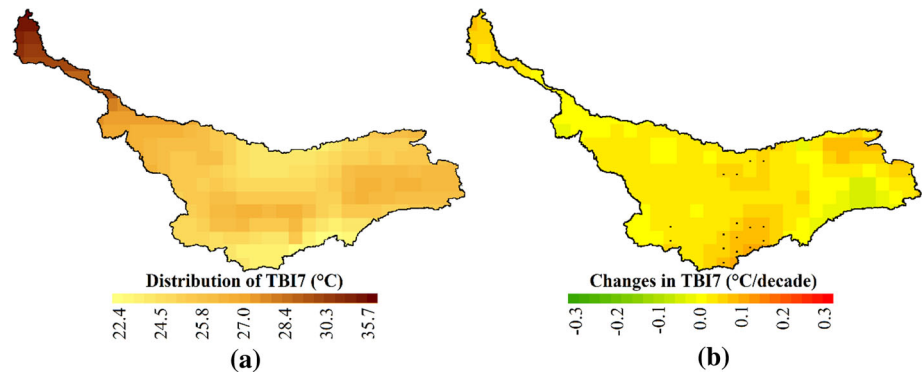 Distribution of TBI7 (°C)
22.4 24.5 25.8 27.0 28.4 30.3 35.7
(a)
Changes in TBI7 (°C/decade)
-0.3 -0.2 -0.1 0.0 0.1 0.2 0.3
(b)